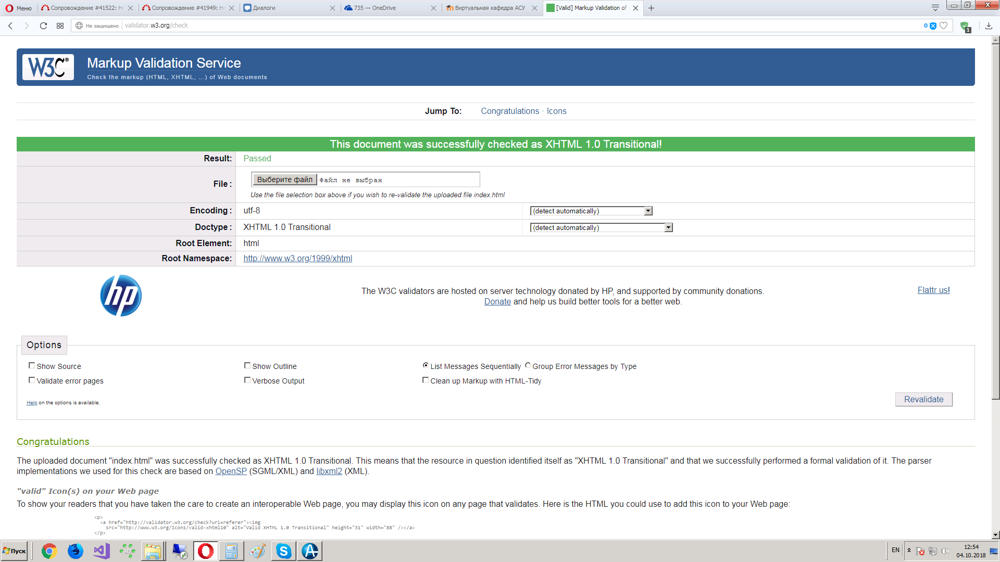 Меню
Сопровождение #41522: Н
Сопровождение #41949: Н
Диалоги
735 — OneDrive
Виртуальная кафедра АСУ
[Valid] Markup Validation of
Не защищено
validator.w3.org/check
0
1
W3C®
Markup Validation Service
Check the markup (HTML, XHTML, …) of Web documents
Jump To: Congratulations · Icons
This document was successfully checked as XHTML 1.0 Transitional!
Result: Passed
File : Выберите файл Файл не выбран
Use the file selection box above if you wish to re-validate the uploaded file index.html
Encoding : utf-8 (detect automatically)
Doctype : XHTML 1.0 Transitional (detect automatically)
Root Element: html
Root Namespace: http://www.w3.org/1999/xhtml
hp
The W3C validators are hosted on server technology donated by HP, and supported by community donations.
Donate and help us build better tools for a better web.
Flattr us!
Options
Show Source Show Outline List Messages Sequentially Group Error Messages by Type
Validate error pages Verbose Output Clean up Markup with HTML-Tidy
Help on the options is available.
Revalidate
Congratulations
The uploaded document "index.html" was successfully checked as XHTML 1.0 Transitional. This means that the resource in question identified itself as "XHTML 1.0 Transitional" and that we successfully performed a formal validation of it. The parser
implementations we used for this check are based on OpenSP (SGML/XML) and libxml2 (XML).
"valid" Icon(s) on your Web page
To show your readers that you have taken the care to create an interoperable Web page, you may display this icon on any page that validates. Here is the HTML you could use to add this icon to your Web page:
<p>
<a href="http://validator.w3.org/check?uri=referer"><img
src="http://www.w3.org/Icons/valid-xhtml10" alt="Valid XHTML 1.0 Transitional" height="31" width="88" /></a>
</p>
Пуск
EN
12:54
04.10.2018